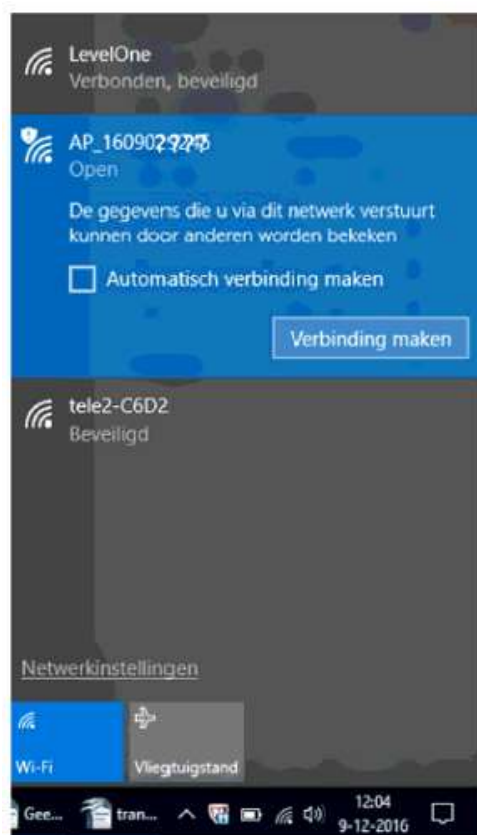 LevelOne
Verbonden, beveiligd
Open
De gegevens die u via dit netwerk verstuurt
kunnen door anderen worden bekeken
Automatisch verbinding maken
Verbinding maken
tele2-C6D2
Beveiligd
Netwerkinstellingen
Wi-Fi
Vliegtuigstand
Gee...
tran...
12:04
9-12-2016